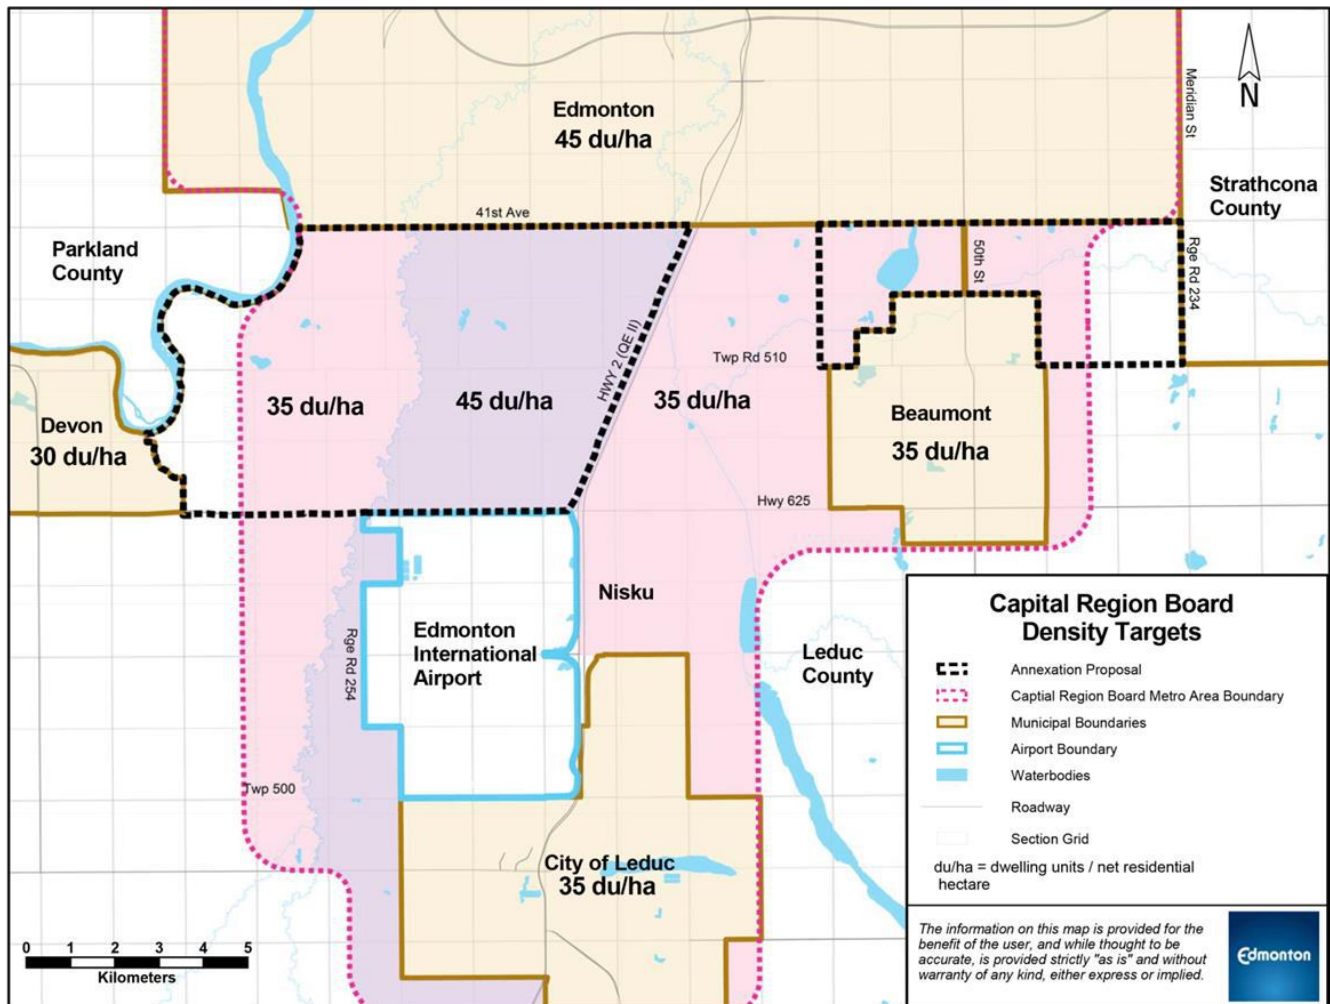 Edmonton
45 du/ha
N
Meridian St
Strathcona
County
41st Ave
Parkland
County
50th St
Rge Rd 234
HWY 2 (QE II)
Twp Rd 510
35 du/ha
45 du/ha
35 du/ha
Beaumont
35 du/ha
Devon
30 du/ha
Hwy 625
Nisku
Edmonton
International
Airport
Rge Rd 254
Leduc
County
Twp 500
City of Leduc
35 du/ha
0 1 2 3 4 5
Kilometers
Capital Region Board
Density Targets
Annexation Proposal
Captial Region Board Metro Area Boundary
Municipal Boundaries
Airport Boundary
Waterbodies
Roadway
Section Grid
du/ha = dwelling units / net residential
hectare
The information on this map is provided for the
benefit of the user, and while thought to be
accurate, is provided strictly "as is" and without
warranty of any kind, either express or implied.
Edmonton